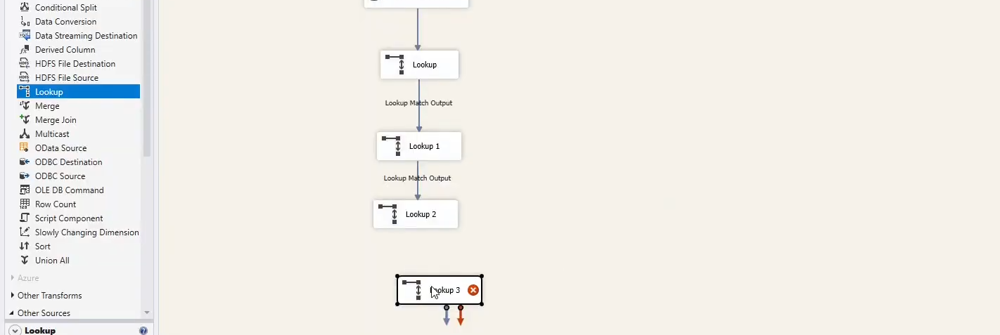 Conditional Split
Data Conversion
Data Streaming Destination
Derived Column
HDFS File Destination
HDFS File Source
Lookup
Merge
Merge Join
Multicast
OData Source
ODBC Destination
ODBC Source
OLE DB Command
Row Count
Script Component
Slowly Changing Dimension
Sort
Union All
Azure
Other Transforms
Other Sources
Lookup
Lookup
Lookup Match Output
Lookup 1
Lookup Match Output
Lookup 2
Lookup 3